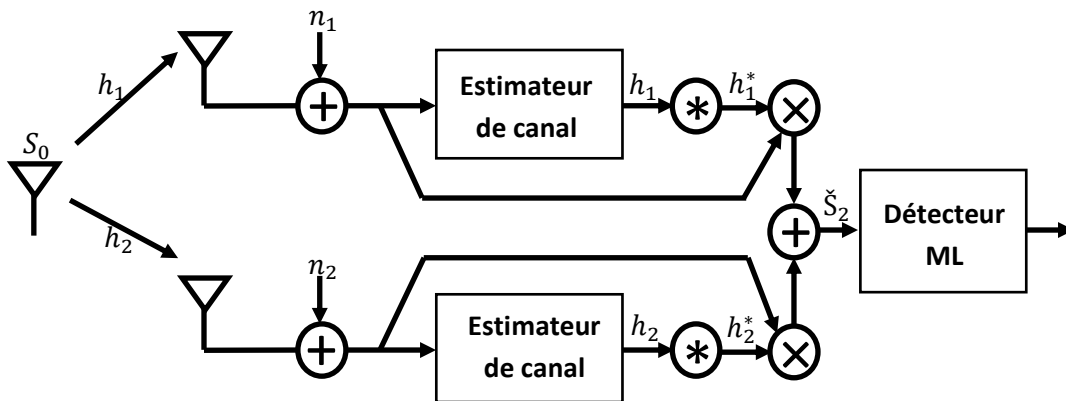 n₁
h₁
Estimateur
de canal
h₁
*
h₁*
×
+
S₀
Š₂
+
Détecteur
ML
h₂
n₂
+
Estimateur
de canal
h₂
*
h₂*
×